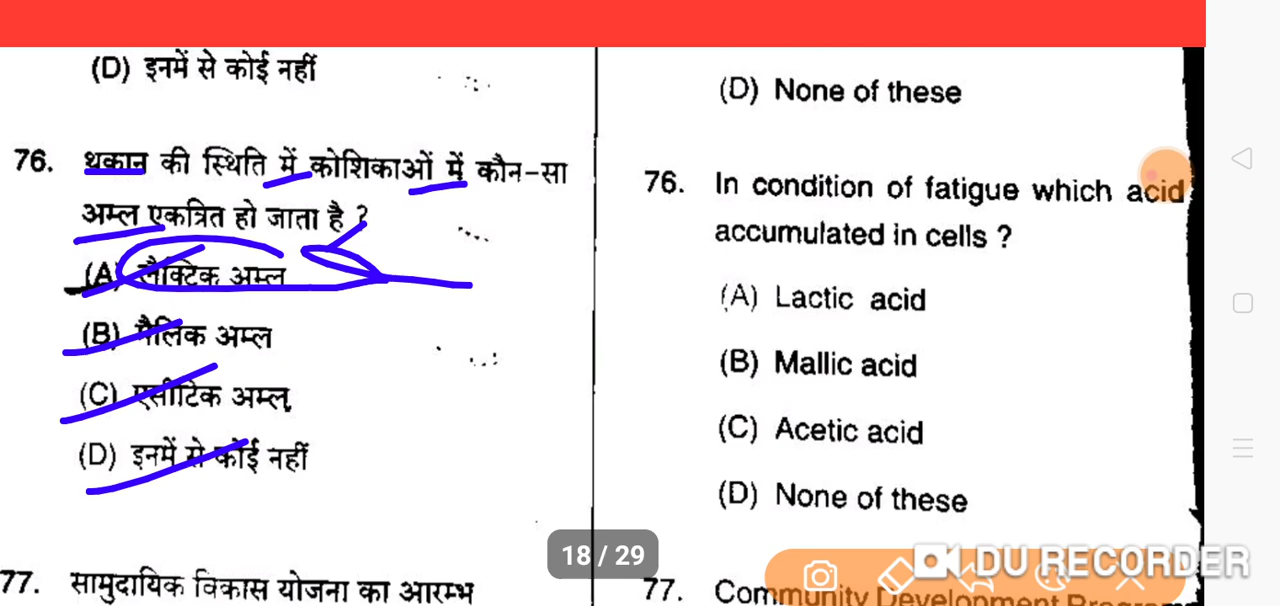 (D) इनमें से कोई नहीं
76. थकान की स्थिति में कोशिकाओं में कौन-सा
अम्ल एकत्रित हो जाता है ?
(A) लैक्टिक अम्ल
(B) मैलिक अम्ल
(C) एसीटिक अम्ल
(D) इनमें से कोई नहीं
77. सामुदायिक विकास योजना का आरम्भ
(D) None of these
76. In condition of fatigue which acid
accumulated in cells ?
(A) Lactic acid
(B) Mallic acid
(C) Acetic acid
(D) None of these
77. Community Development
18 / 29
DU RECORDER